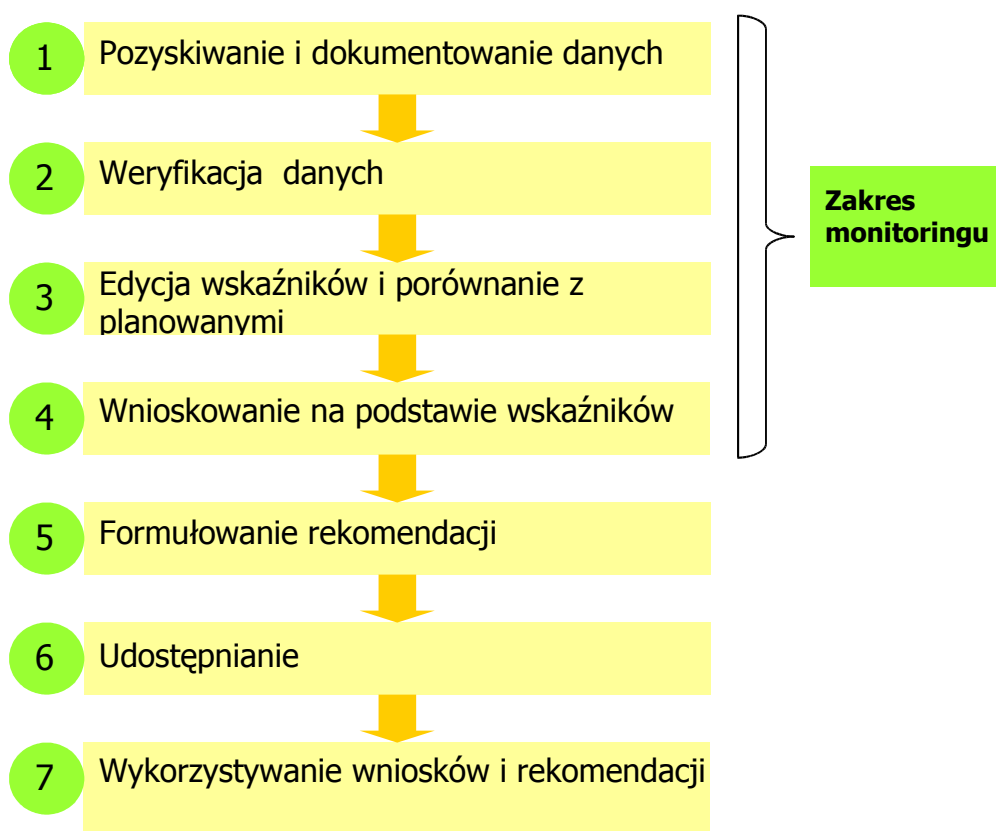 1
Pozyskiwanie i dokumentowanie danych
2
Weryfikacja danych
3
Edycja wskaźników i porównanie z
planowanymi
4
Wnioskowanie na podstawie wskaźników
5
Formułowanie rekomendacji
6
Udostępnianie
7
Wykorzystywanie wniosków i rekomendacji
Zakres
monitoringu